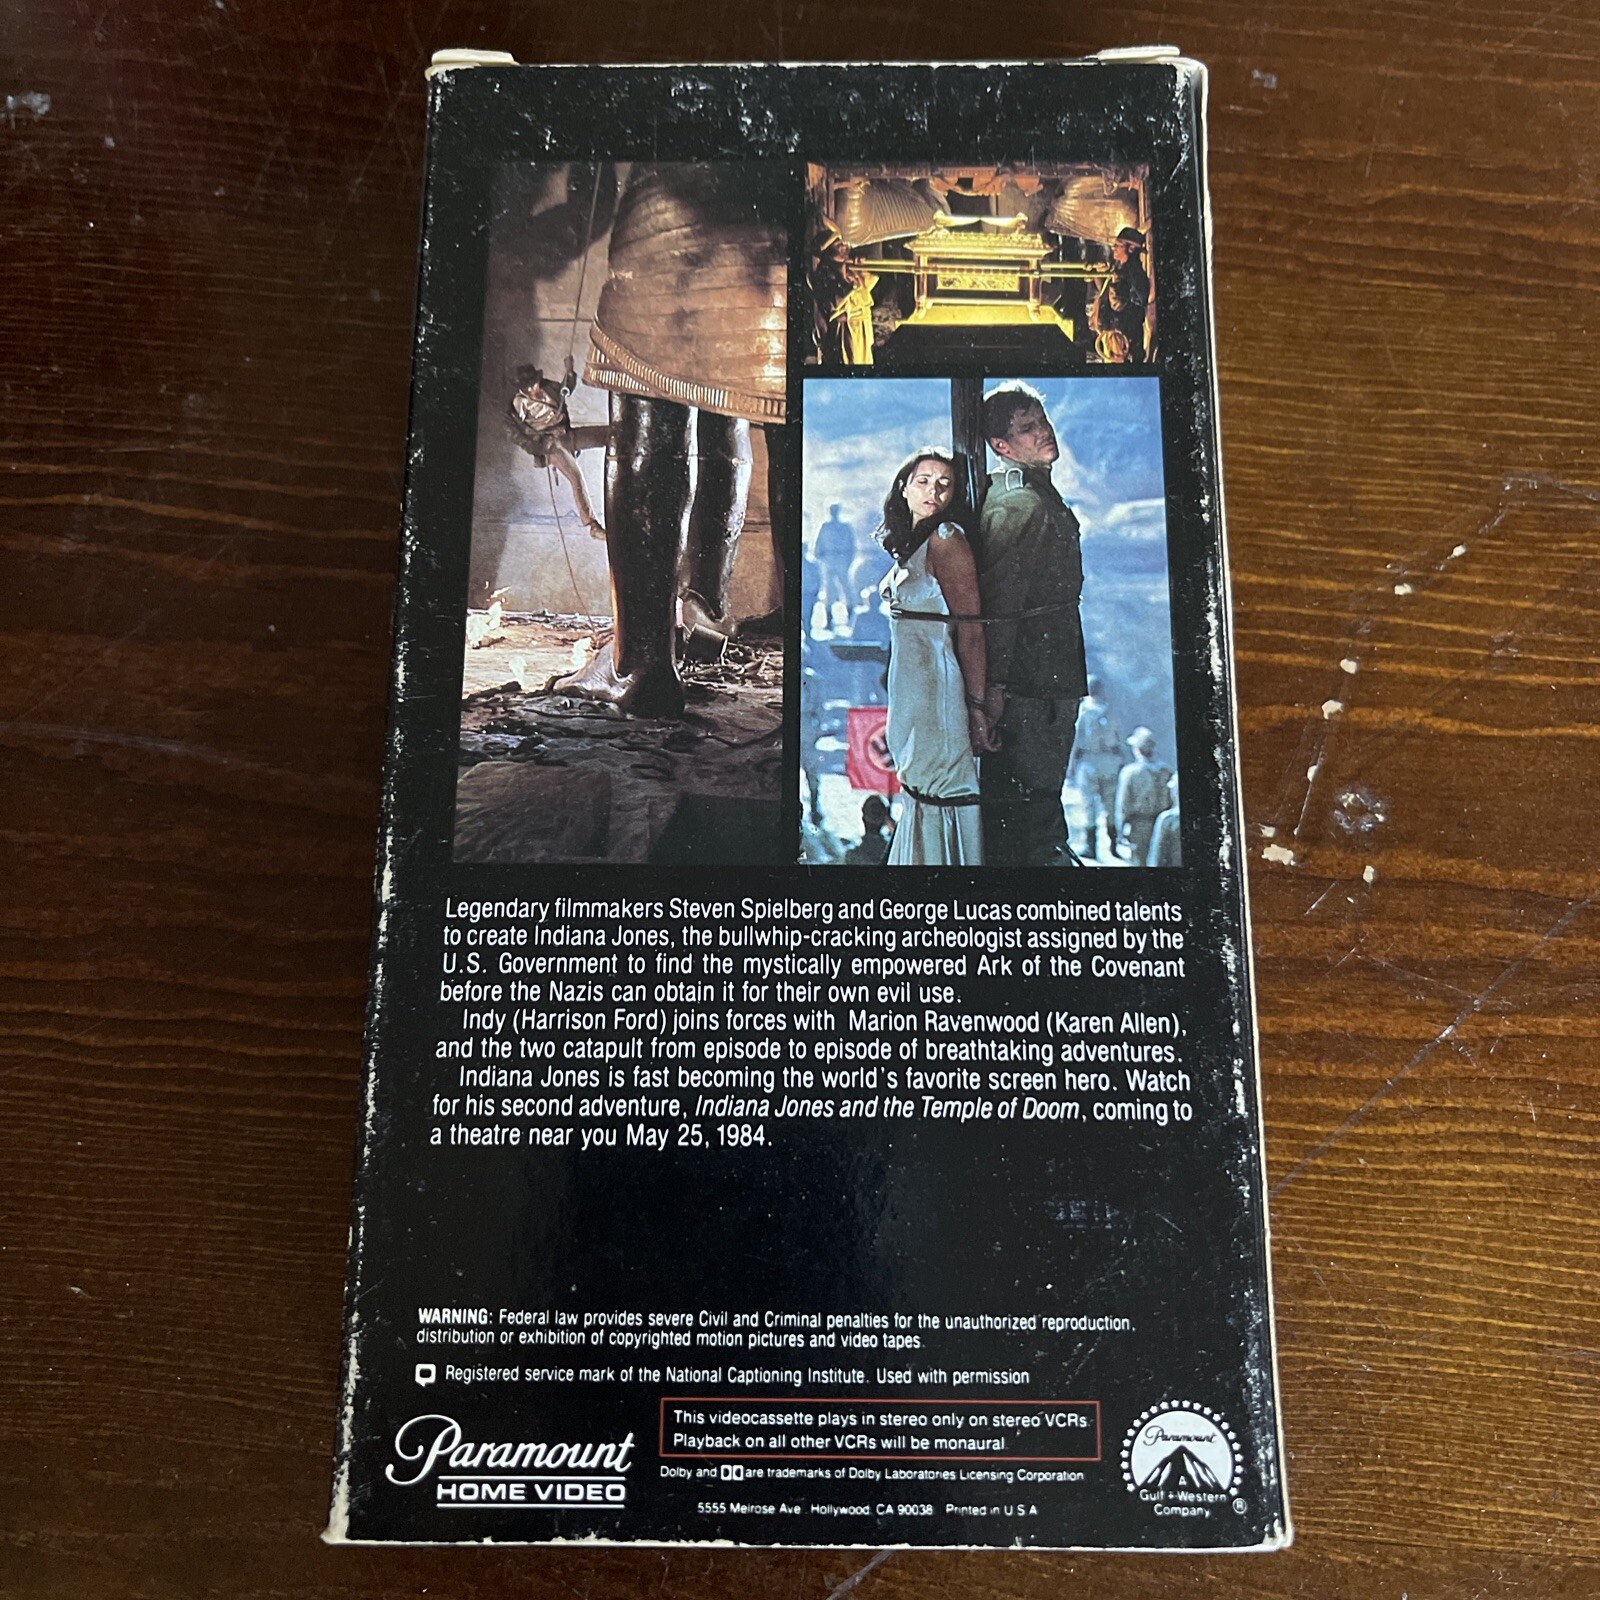 Legendary filmmakers Steven Spielberg and George Lucas combined talents
to create Indiana Jones, the bullwhip-cracking archeologist assigned by the
U.S. Government to find the mystically empowered Ark of the Covenant
before the Nazis can obtain it for their own evil use.
Indy (Harrison Ford) joins forces with Marion Ravenwood (Karen Allen),
and the two catapult from episode to episode of breathtaking adventures.
Indiana Jones is fast becoming the world's favorite screen hero. Watch
for his second adventure, Indiana Jones and the Temple of Doom, coming to
a theatre near you May 25, 1984.
WARNING: Federal law provides severe Civil and Criminal penalties for the unauthorized reproduction,
distribution or exhibition of copyrighted motion pictures and video tapes.
Registered service mark of the National Captioning Institute. Used with permission
This videocassette plays in stereo only on stereo VCRs.
Playback on all other VCRs will be monaural.
Dolby and are trademarks of Dolby Laboratories Licensing Corporation
5555 Melrose Ave. Hollywood, CA 90038 Printed in U S A
Paramount
HOME VIDEO
Paramount
A
Gulf + Western
Company ®